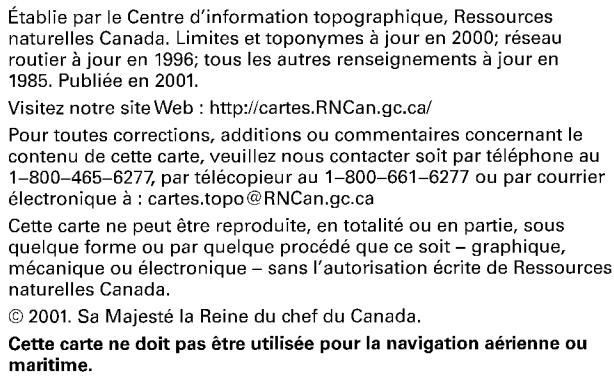 Établie par le Centre d'information topographique, Ressources
naturelles Canada. Limites et toponymes à jour en 2000; réseau
routier à jour en 1996; tous les autres renseignements à jour en
1985. Publiée en 2001.
Visitez notre site Web : http://cartes.RNCan.gc.ca/
Pour toutes corrections, additions ou commentaires concernant le
contenu de cette carte, veuillez nous contacter soit par téléphone au
1–800–465–6277, par télécopieur au 1–800–661–6277 ou par courrier
électronique à : cartes.topo@RNCan.gc.ca
Cette carte ne peut être reproduite, en totalité ou en partie, sous
quelque forme ou par quelque procédé que ce soit – graphique,
mécanique ou électronique – sans l'autorisation écrite de Ressources
naturelles Canada.
© 2001. Sa Majesté la Reine du chef du Canada.
Cette carte ne doit pas être utilisée pour la navigation aérienne ou
maritime.